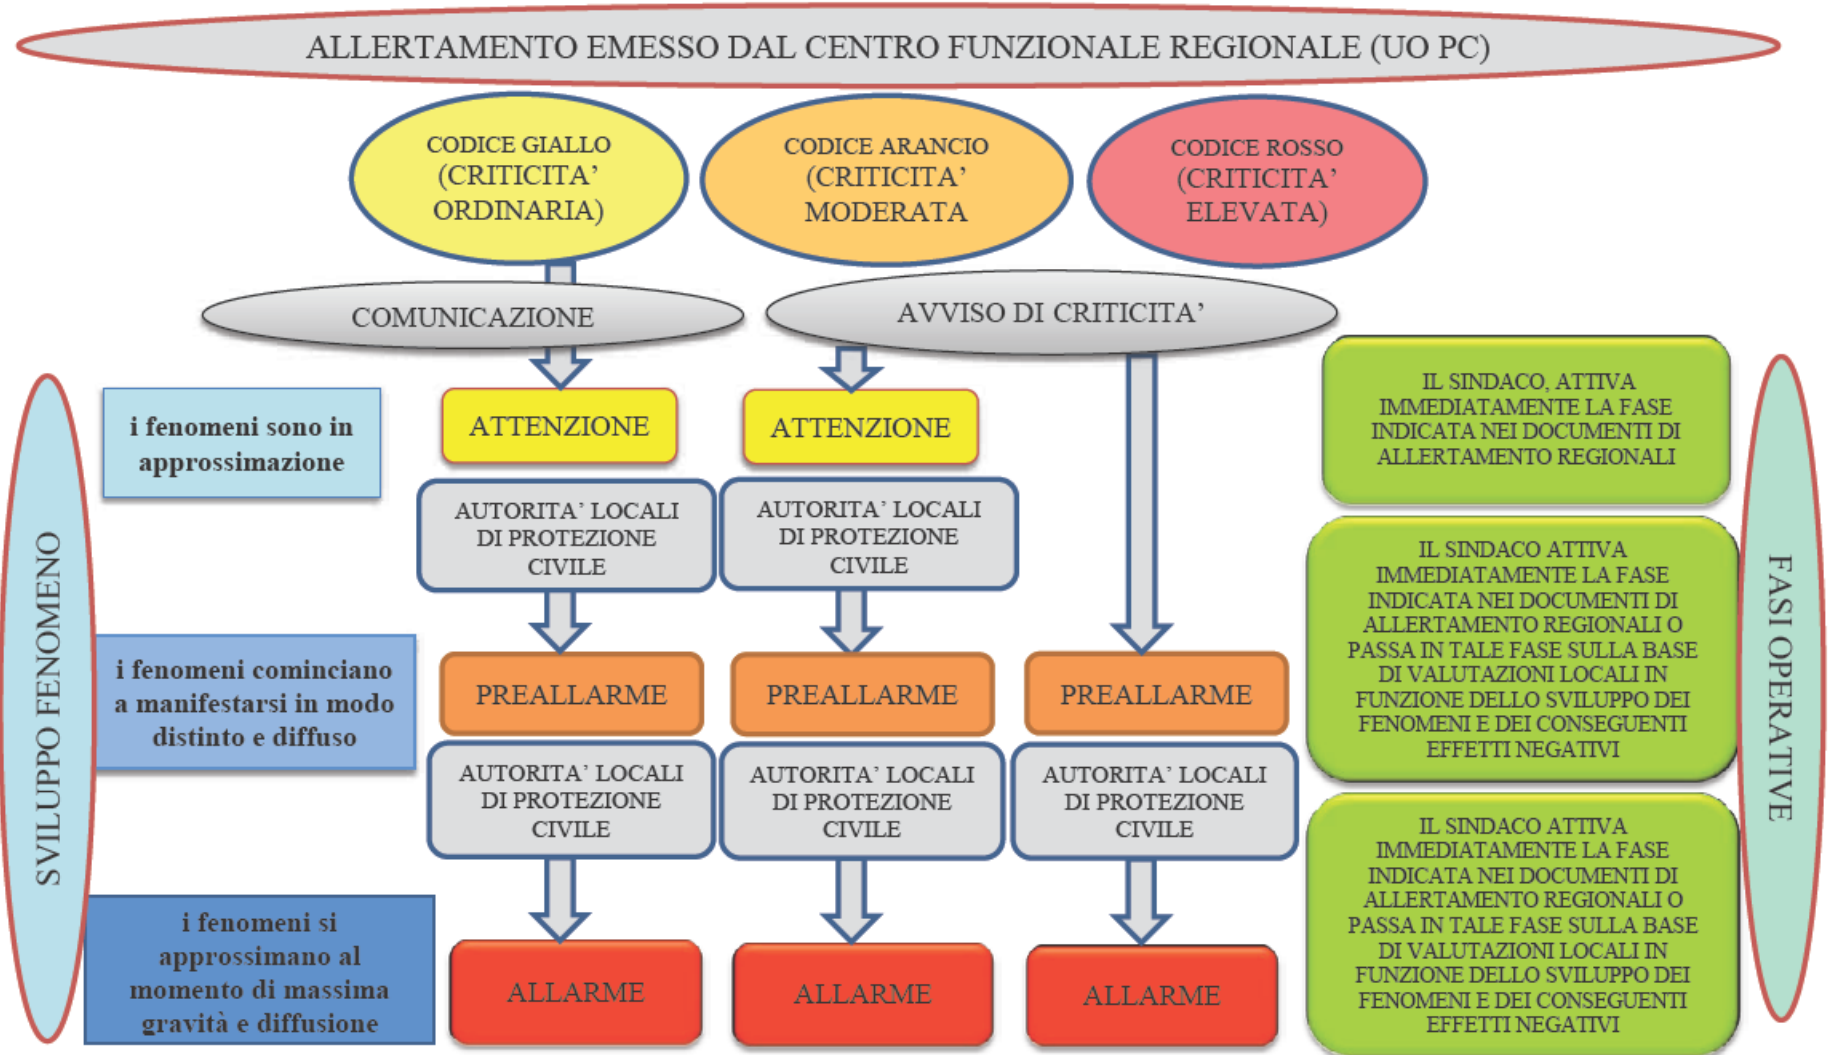 ALLERTAMENTO EMESSO DAL CENTRO FUNZIONALE REGIONALE (UO PC)
CODICE GIALLO
(CRITICITA’
ORDINARIA)
CODICE ARANCIO
(CRITICITA’
MODERATA
CODICE ROSSO
(CRITICITA’
ELEVATA)
COMUNICAZIONE
AVVISO DI CRITICITA’
SVILUPPO FENOMENO
i fenomeni sono in
approssimazione
ATTENZIONE
ATTENZIONE
IL SINDACO, ATTIVA
IMMEDIATAMENTE LA FASE
INDICATA NEI DOCUMENTI DI
ALLERTAMENTO REGIONALI
FASI OPERATIVE
AUTORITA’ LOCALI
DI PROTEZIONE
CIVILE
AUTORITA’ LOCALI
DI PROTEZIONE
CIVILE
i fenomeni cominciano
a manifestarsi in modo
distinto e diffuso
PREALLARME
PREALLARME
PREALLARME
IL SINDACO ATTIVA
IMMEDIATAMENTE LA FASE
INDICATA NEI DOCUMENTI DI
ALLERTAMENTO REGIONALI O
PASSA IN TALE FASE SULLA BASE
DI VALUTAZIONI LOCALI IN
FUNZIONE DELLO SVILUPPO DEI
FENOMENI E DEI CONSEGUENTI
EFFETTI NEGATIVI
AUTORITA’ LOCALI
DI PROTEZIONE
CIVILE
AUTORITA’ LOCALI
DI PROTEZIONE
CIVILE
AUTORITA’ LOCALI
DI PROTEZIONE
CIVILE
i fenomeni si
approssimano al
momento di massima
gravità e diffusione
ALLARME
ALLARME
ALLARME
IL SINDACO ATTIVA
IMMEDIATAMENTE LA FASE
INDICATA NEI DOCUMENTI DI
ALLERTAMENTO REGIONALI O
PASSA IN TALE FASE SULLA BASE
DI VALUTAZIONI LOCALI IN
FUNZIONE DELLO SVILUPPO DEI
FENOMENI E DEI CONSEGUENTI
EFFETTI NEGATIVI